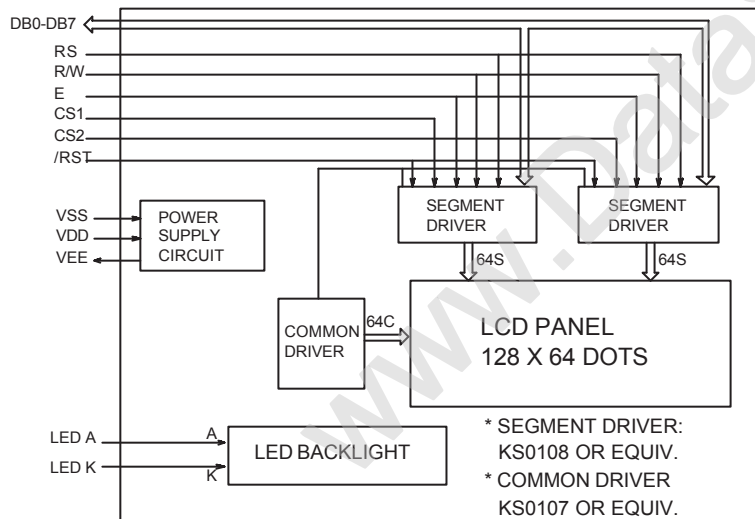 DB0-DB7
RS
R/W
E
CS1
CS2
/RST
VSS
VDD
VEE
POWER
SUPPLY
CIRCUIT
SEGMENT
DRIVER
SEGMENT
DRIVER
64S
64S
COMMON
DRIVER
64C
LCD PANEL
128 X 64 DOTS
LED A
LED K
A
K
LED BACKLIGHT
* SEGMENT DRIVER:
KS0108 OR EQUIV.
* COMMON DRIVER
KS0107 OR EQUIV.
www.Data